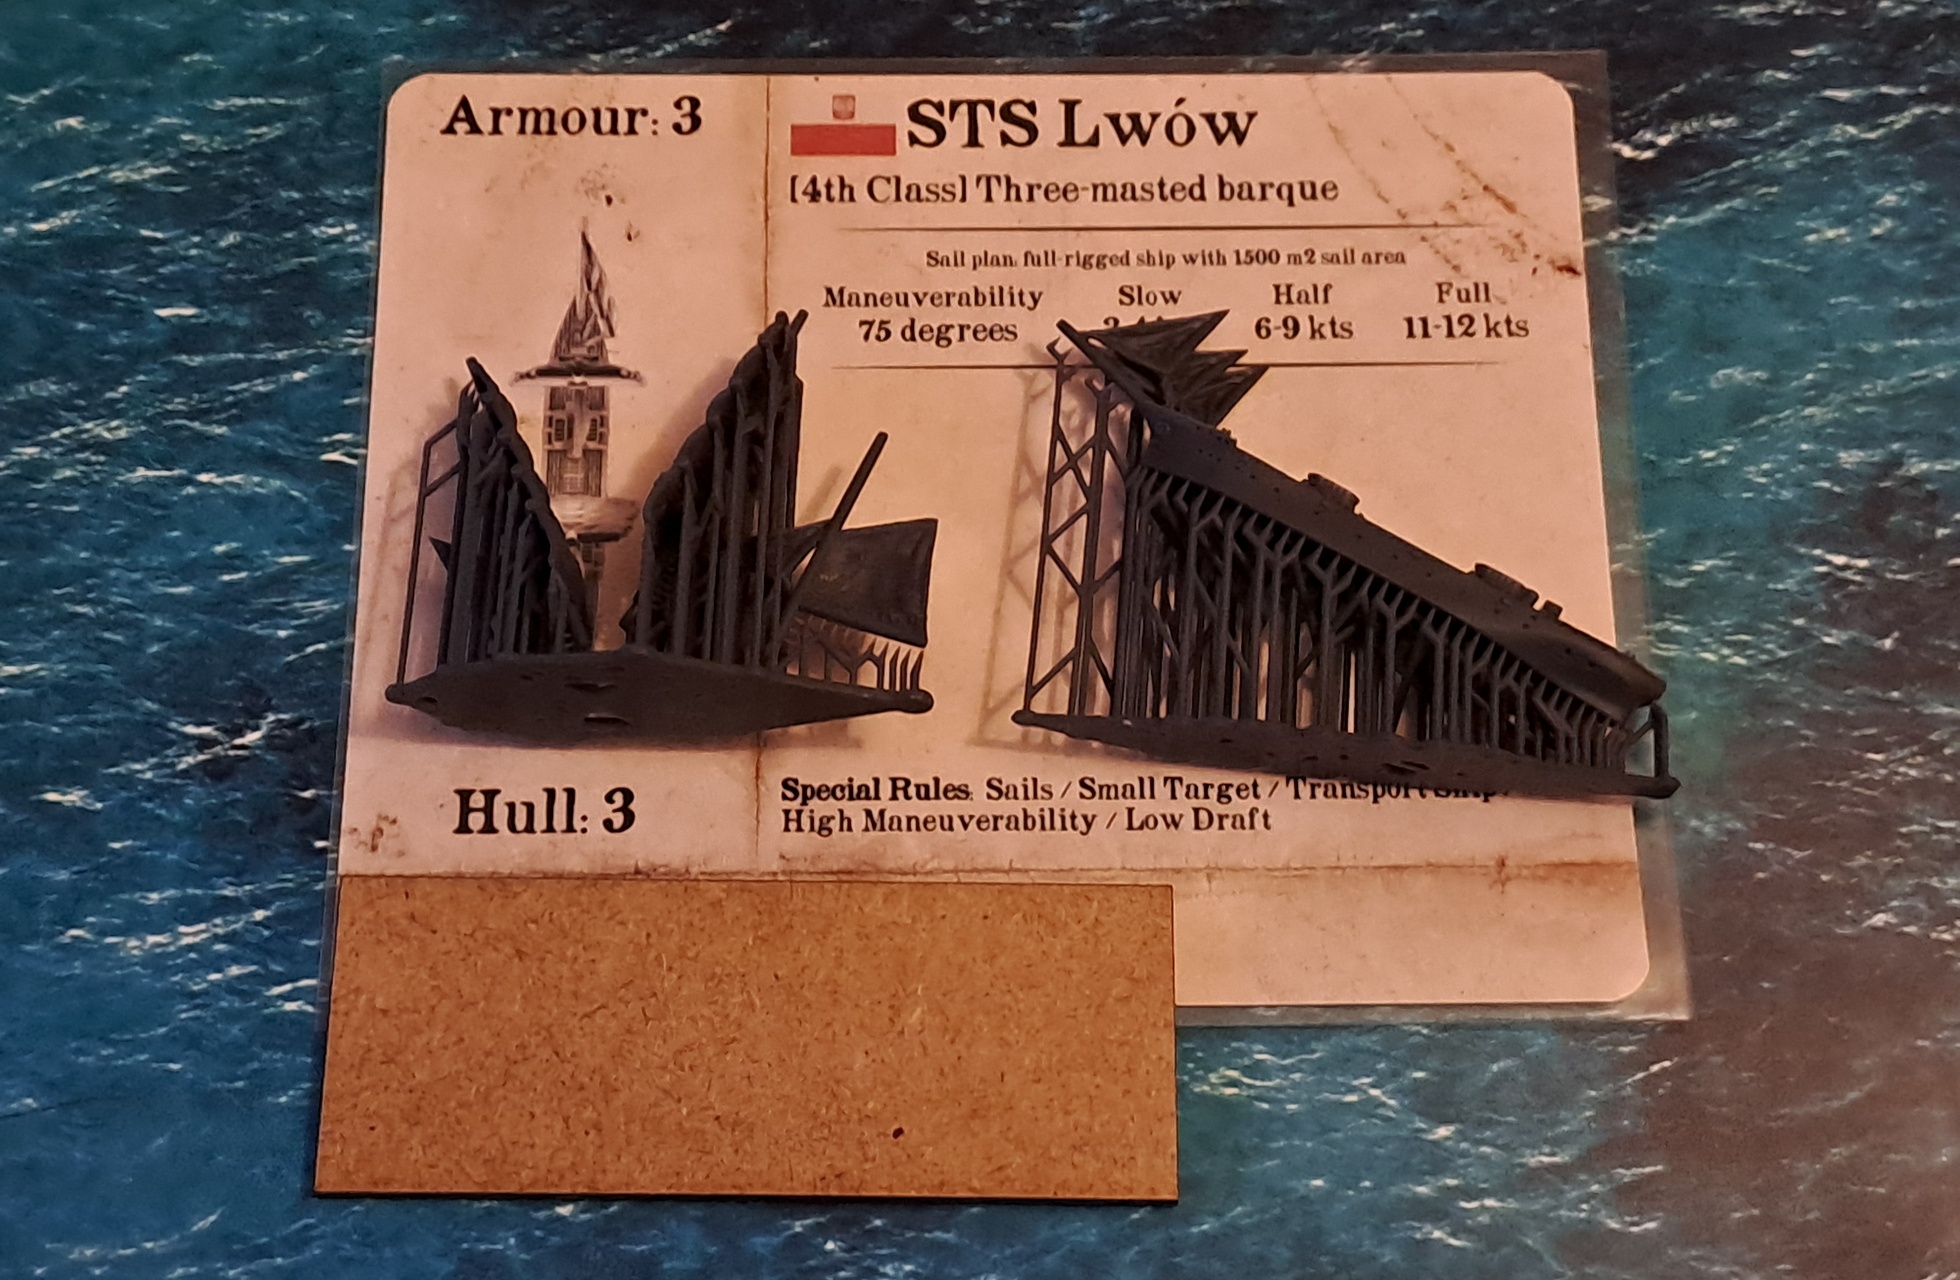 Armour: 3
STS Lwów
[4th Class] Three-masted barque
Sail plan: full-rigged ship with 1500 m2 sail area
Maneuverability Slow Half Full
75 degrees 6-9 kts 11-12 kts
Hull: 3
Special Rules: Sails / Small Target / Transport
High Maneuverability / Low Draft